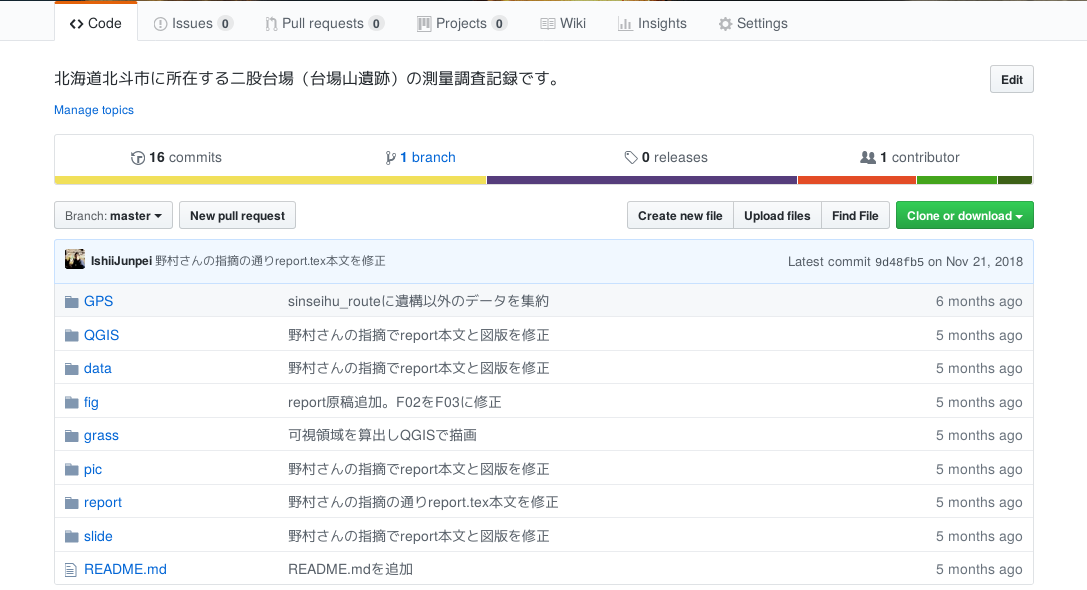 Code Issues 0 Pull requests 0 Projects 0 Wiki Insights Settings
北海道北斗市に所在する二股台場（台場山遺跡）の測量調査記録です。 Edit
Manage topics
16 commits 1 branch 0 releases 1 contributor
Branch: master New pull request Create new file Upload files Find File Clone or download
IshiiJunpei 野村さんの指摘の通りreport.tex本文を修正 Latest commit 9d48fb5 on Nov 21, 2018
GPS sinseihu_routeに遺構以外のデータを集約 6 months ago
QGIS 野村さんの指摘でreport本文と図版を修正 5 months ago
data 野村さんの指摘でreport本文と図版を修正 5 months ago
fig report原稿追加。F02をF03に修正 5 months ago
grass 可視領域を算出しQGISで描画 5 months ago
pic 野村さんの指摘でreport本文と図版を修正 5 months ago
report 野村さんの指摘の通りreport.tex本文を修正 5 months ago
slide 野村さんの指摘でreport本文と図版を修正 5 months ago
README.md README.mdを追加 5 months ago